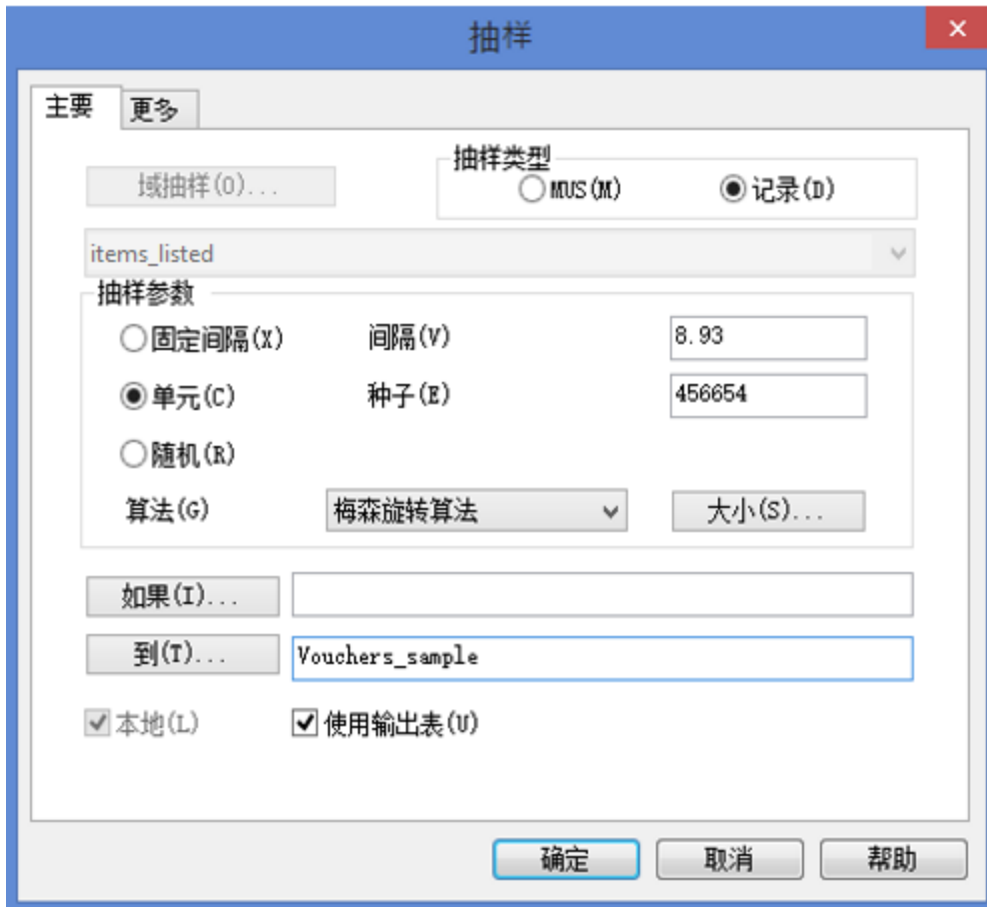 抽样
主要 更多
域抽样(O)...
抽样类型
MUS(M) 记录(D)
items_listed
抽样参数
固定间隔(X) 间隔(V) 8.93
单元(C) 种子(E) 456654
随机(R)
算法(G) 梅森旋转算法 大小(S)...
如果(I)...
到(T)... Vouchers_sample
本地(L) 使用输出表(U)
确定 取消 帮助